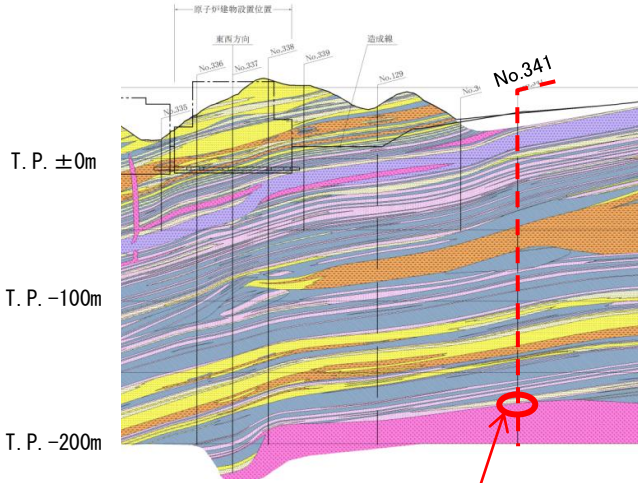 原子炉建物設置位置
東西方向
造成線
No.338
No.339
No.336
No.337
No.129
No.335
No.341
T.P. ±0m
T.P. -100m
T.P. -200m